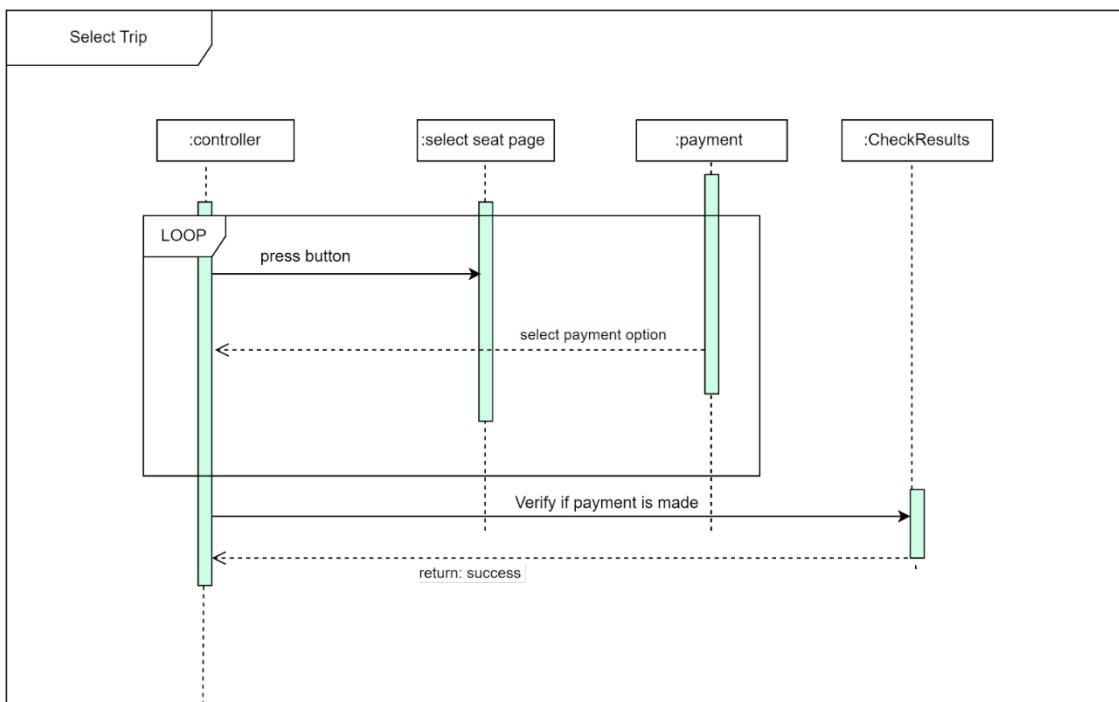 Select Trip
:controller
:select seat page
:payment
:CheckResults
LOOP
press button
select payment option
Verify if payment is made
return: success